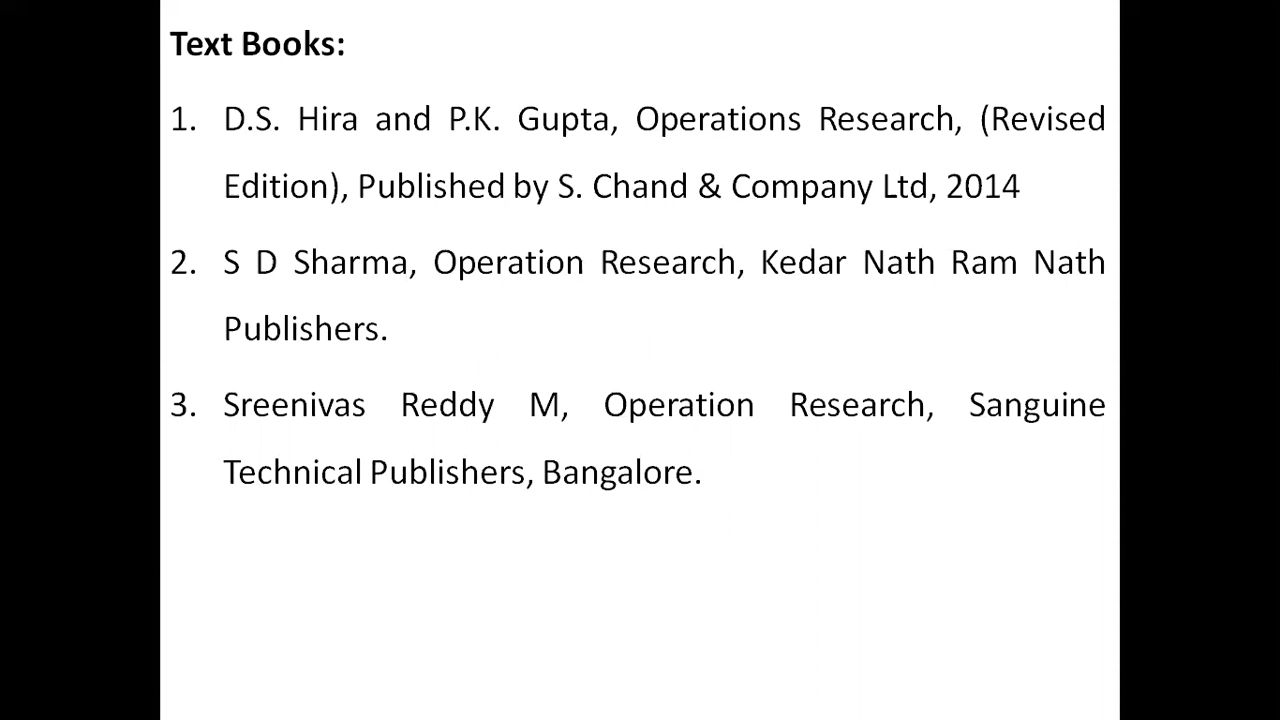 Text Books:
1. D.S. Hira and P.K. Gupta, Operations Research, (Revised
Edition), Published by S. Chand & Company Ltd, 2014
2. S D Sharma, Operation Research, Kedar Nath Ram Nath
Publishers.
3. Sreenivas Reddy M, Operation Research, Sanguine
Technical Publishers, Bangalore.